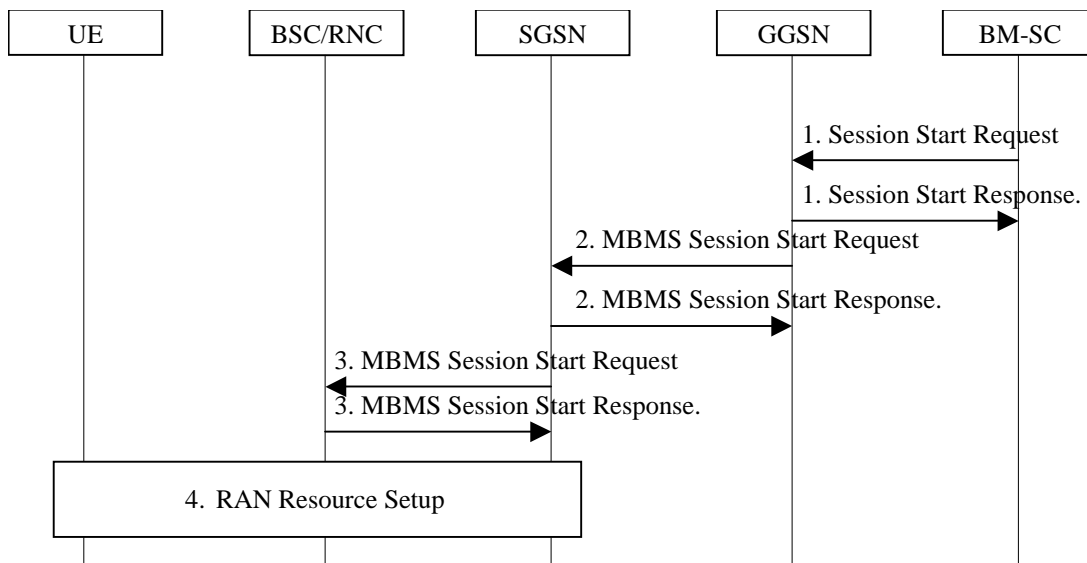 UE
BSC/RNC
SGSN
GGSN
BM-SC
1. Session Start Request
1. Session Start Response.
2. MBMS Session Start Request
2. MBMS Session Start Response.
3. MBMS Session Start Request
3. MBMS Session Start Response.
4. RAN Resource Setup